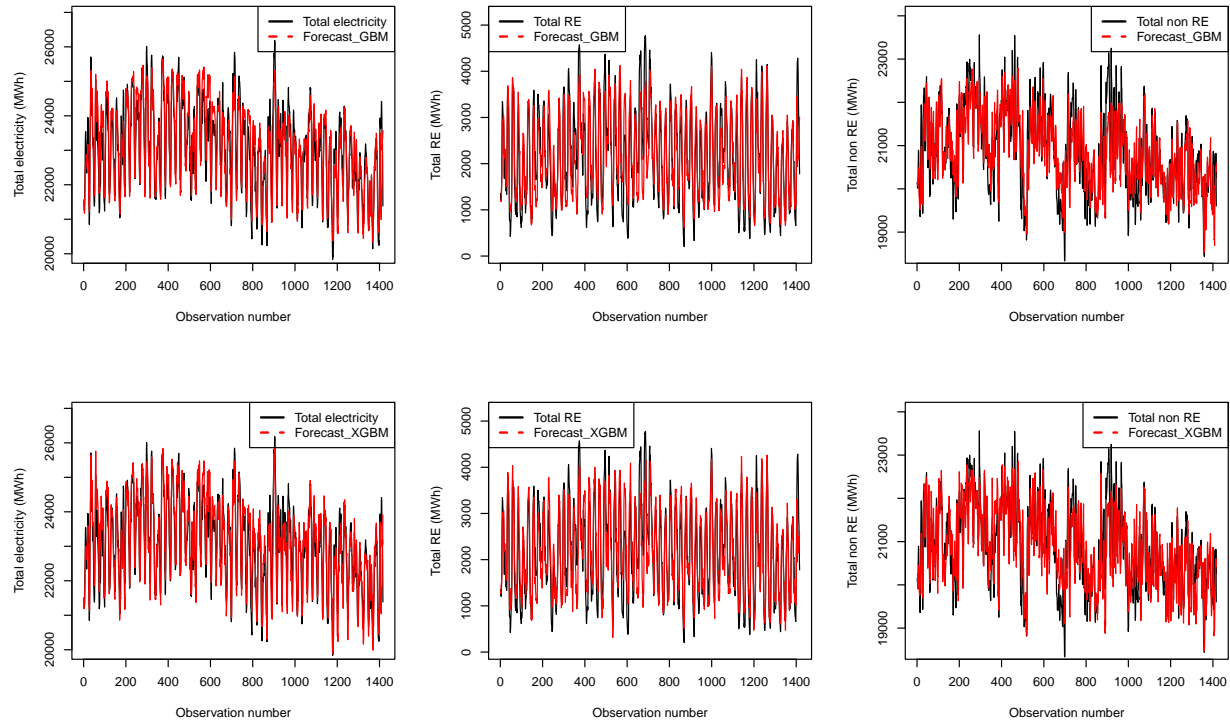 Total electricity
Forecast_GBM
Total electricity (MWh)
26000
24000
22000
20000
0 200 400 600 800 1000 1200 1400
Observation number
Total RE
Forecast_GBM
Total RE (MWh)
5000
4000
3000
2000
1000
0
0 200 400 600 800 1000 1200 1400
Observation number
Total non RE
Forecast_GBM
Total non RE (MWh)
23000
21000
19000
0 200 400 600 800 1000 1200 1400
Observation number
Total electricity
Forecast_XGBM
Total electricity (MWh)
26000
24000
22000
20000
0 200 400 600 800 1000 1200 1400
Observation number
Total RE
Forecast_XGBM
Total RE (MWh)
5000
4000
3000
2000
1000
0
0 200 400 600 800 1000 1200 1400
Observation number
Total non RE
Forecast_XGBM
Total non RE (MWh)
23000
21000
19000
0 200 400 600 800 1000 1200 1400
Observation number